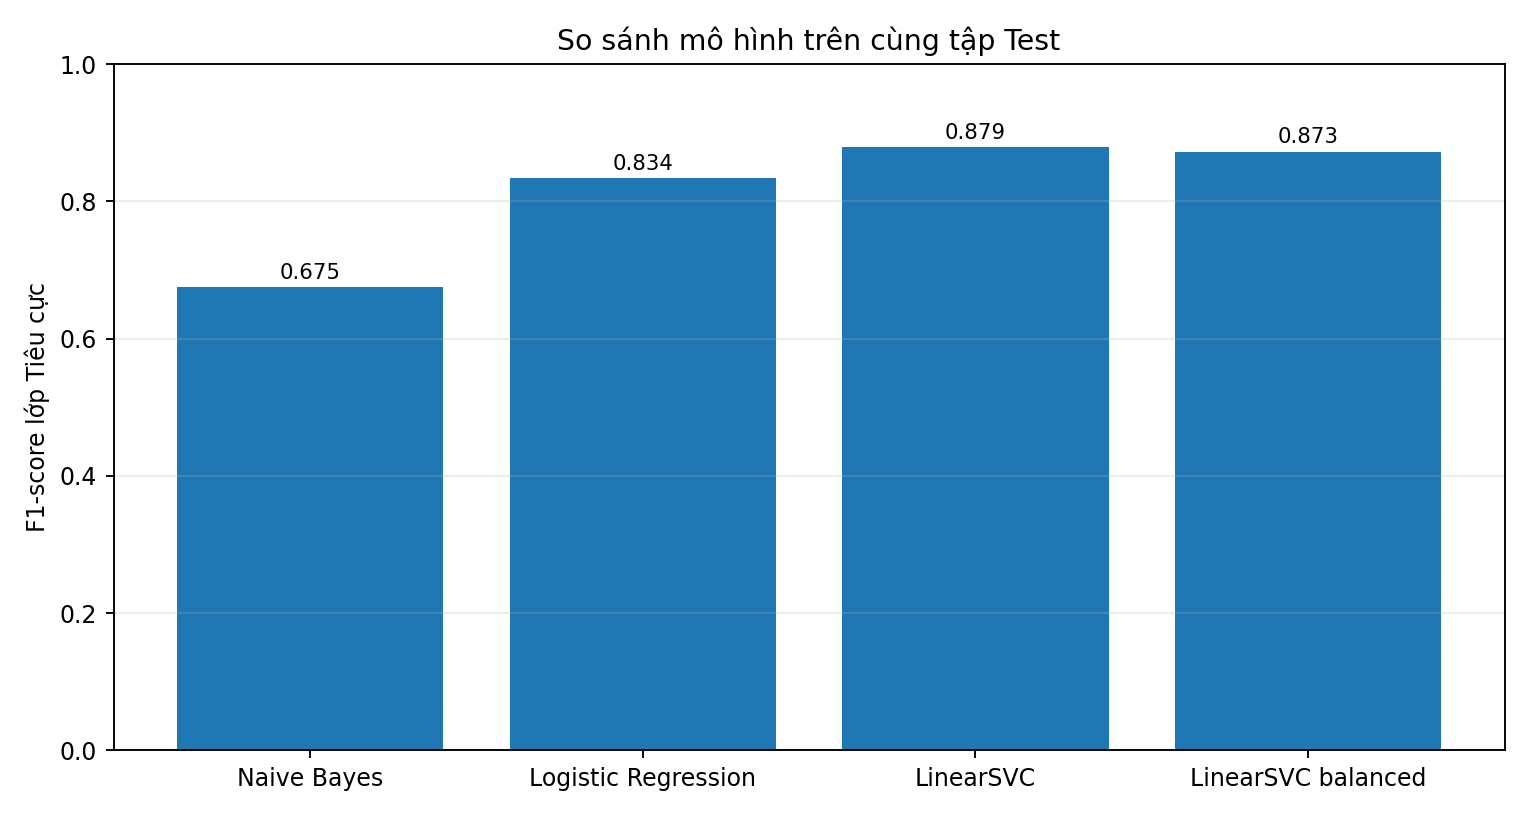 So sánh mô hình trên cùng tập Test
F1-score lớp Tiêu cực
1.0
0.8
0.6
0.4
0.2
0.0
0.675
0.834
0.879
0.873
Naive Bayes
Logistic Regression
LinearSVC
LinearSVC balanced